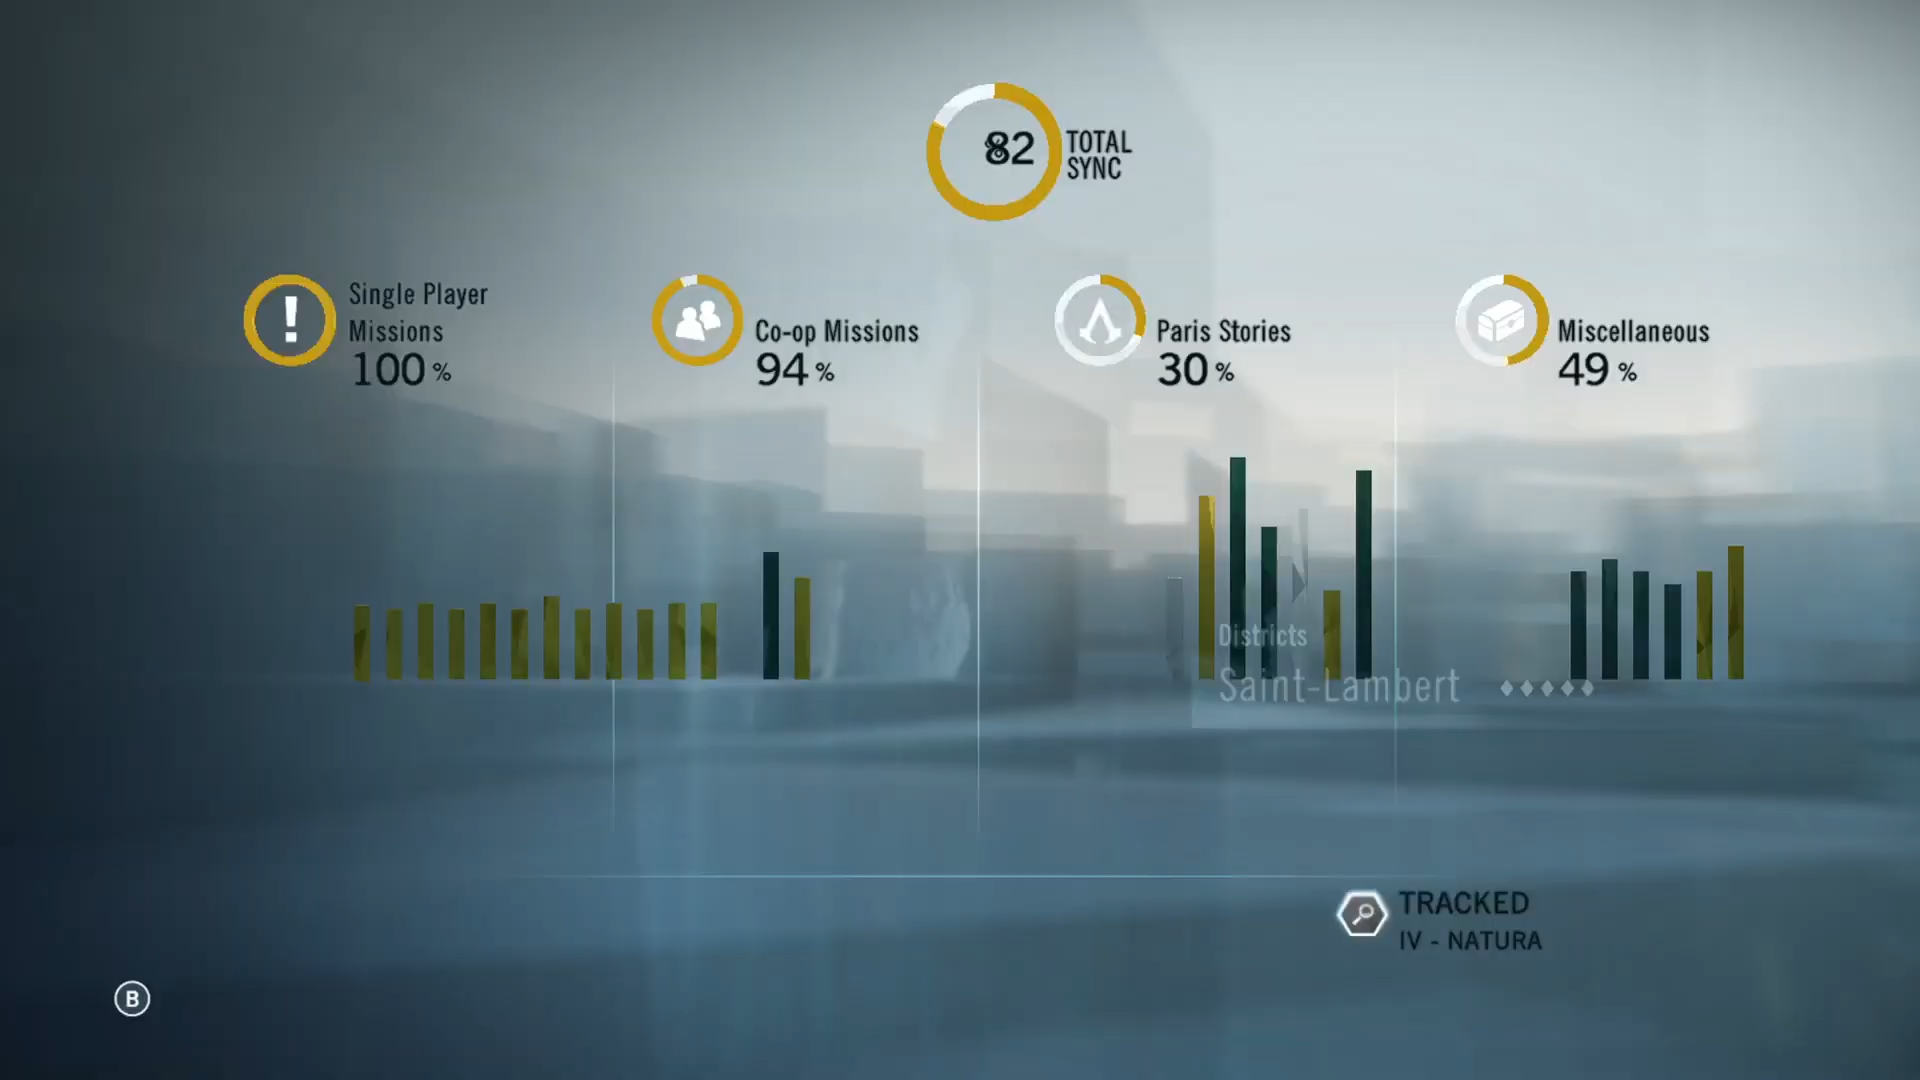 82
TOTAL
SYNC
Single Player
Missions
100 %
Co-op Missions
94 %
Paris Stories
30 %
Miscellaneous
49 %
Districts
Saint-Lambert
TRACKED
IV - NATURA
B